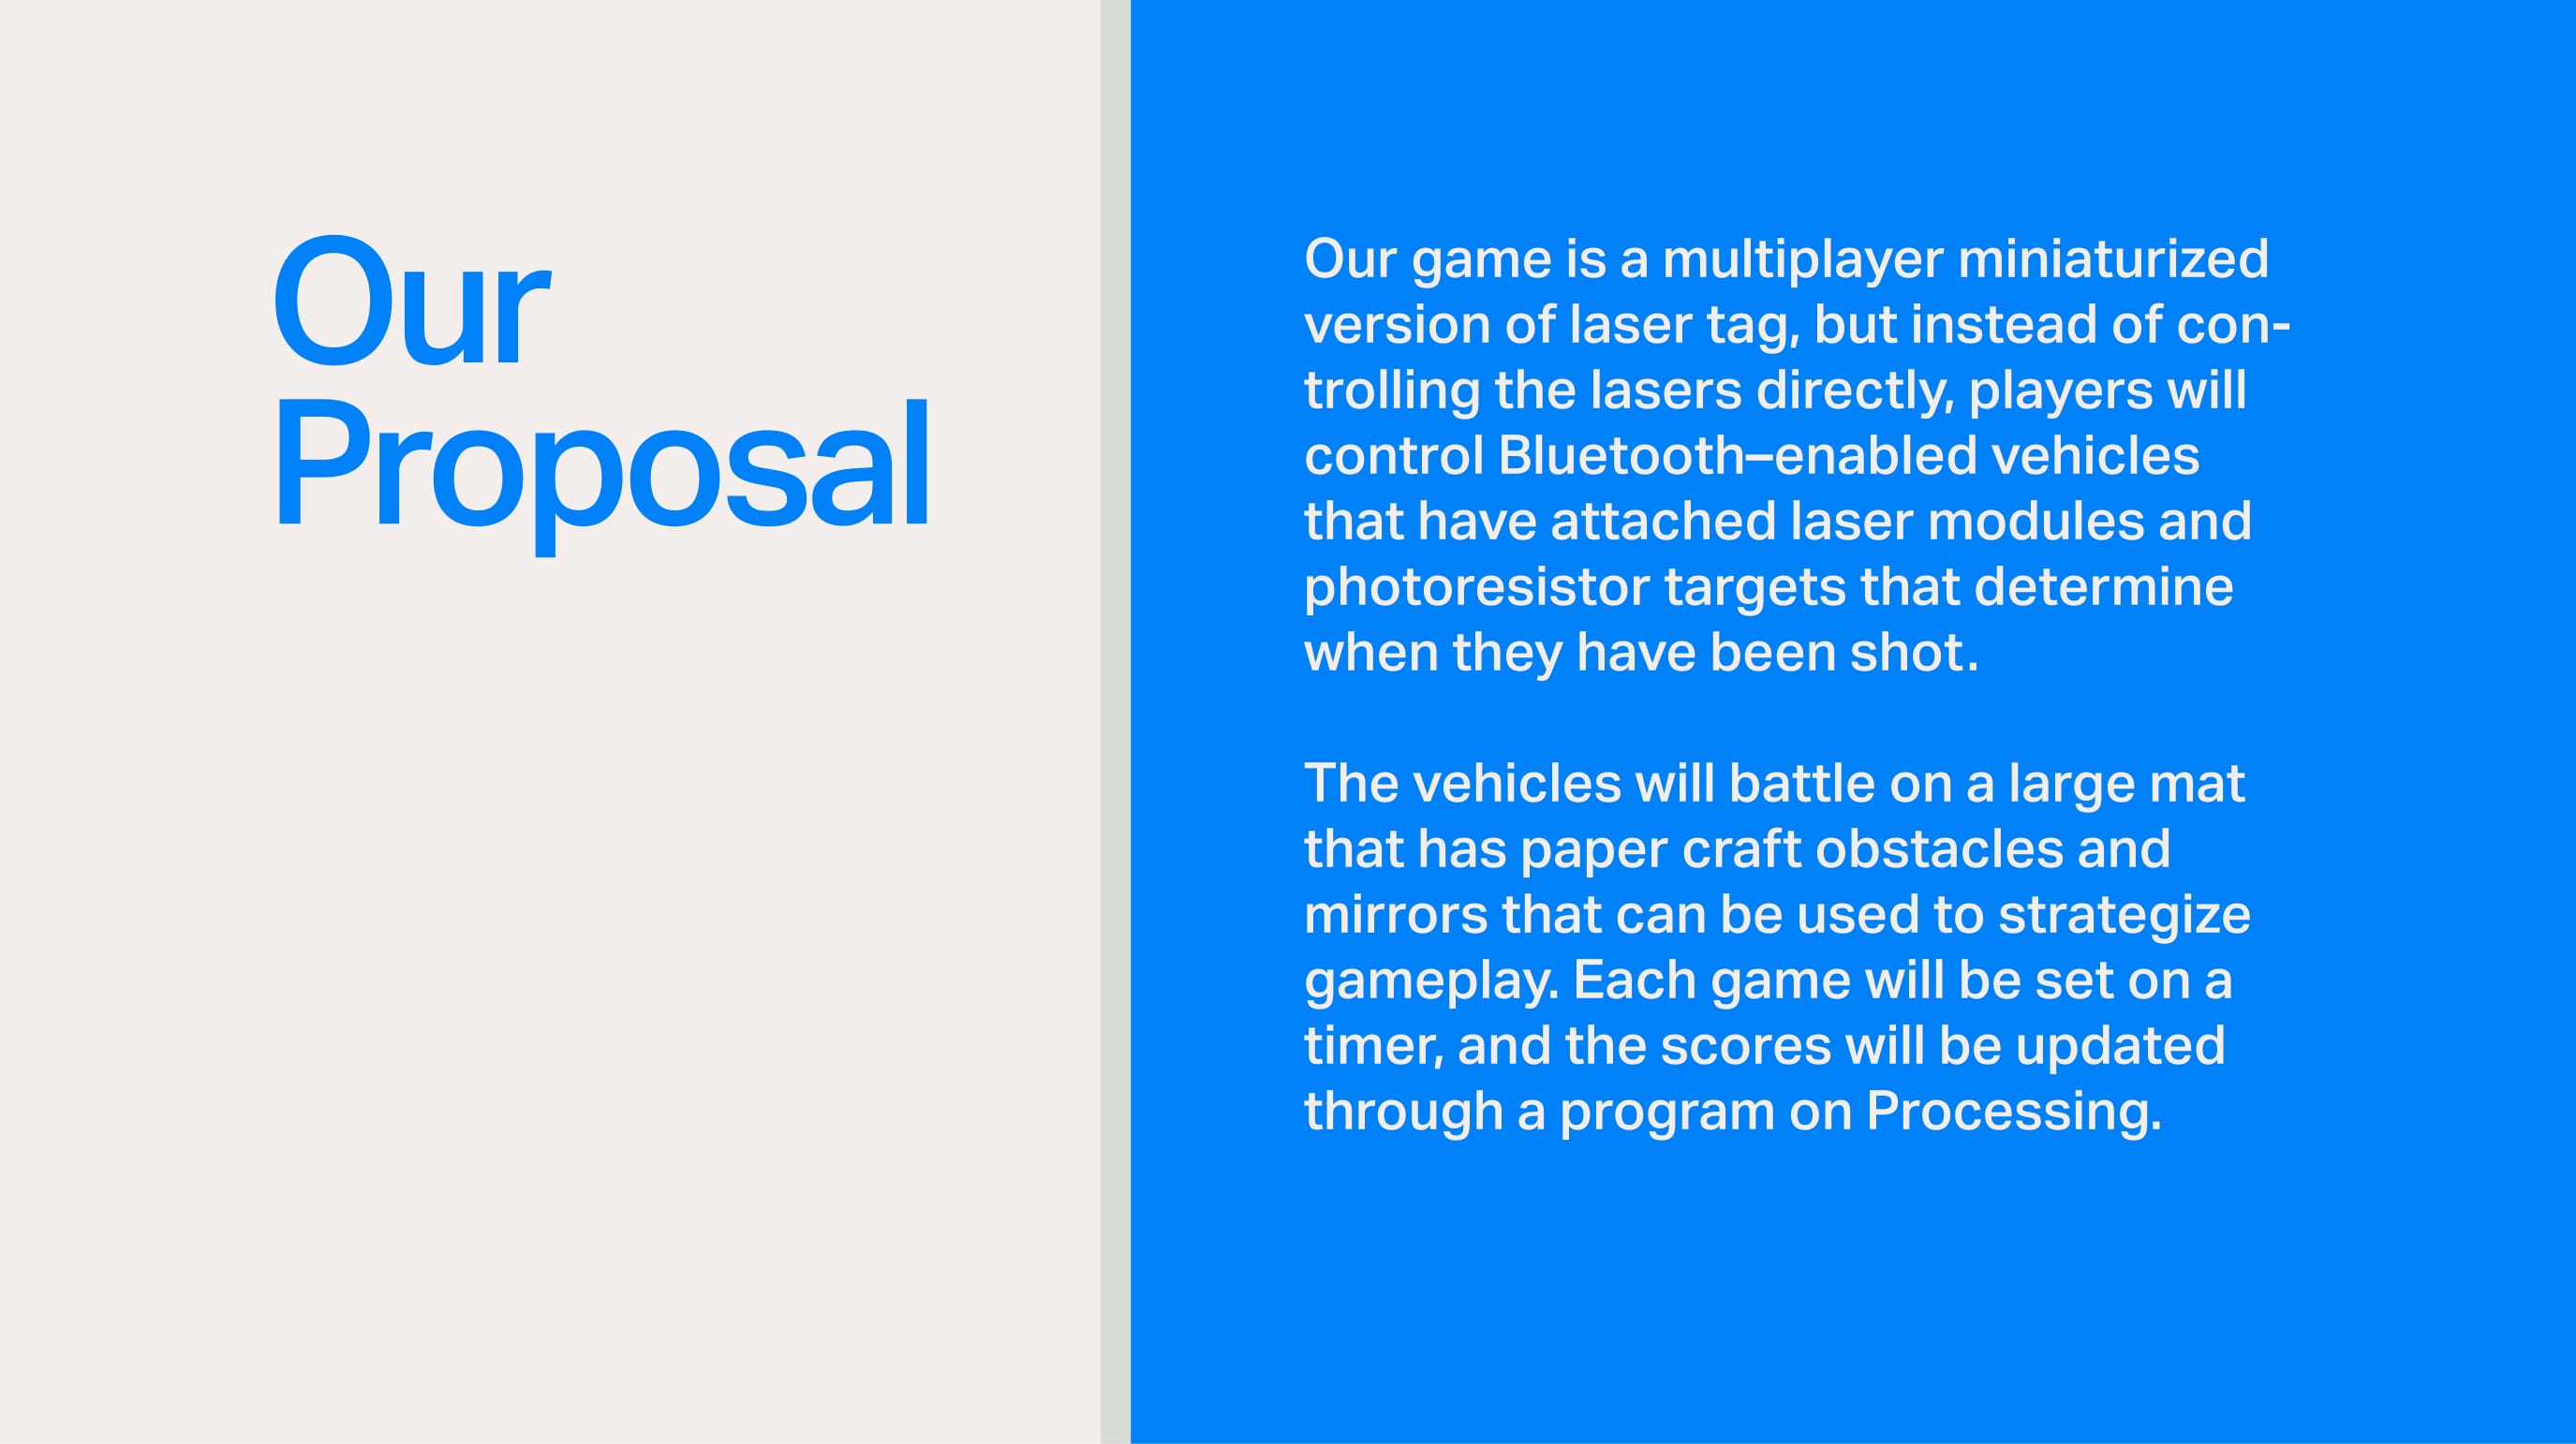 Our
Proposal
Our game is a multiplayer miniaturized
version of laser tag, but instead of con-
trolling the lasers directly, players will
control Bluetooth–enabled vehicles
that have attached laser modules and
photoresistor targets that determine
when they have been shot.
The vehicles will battle on a large mat
that has paper craft obstacles and
mirrors that can be used to strategize
gameplay. Each game will be set on a
timer, and the scores will be updated
through a program on Processing.